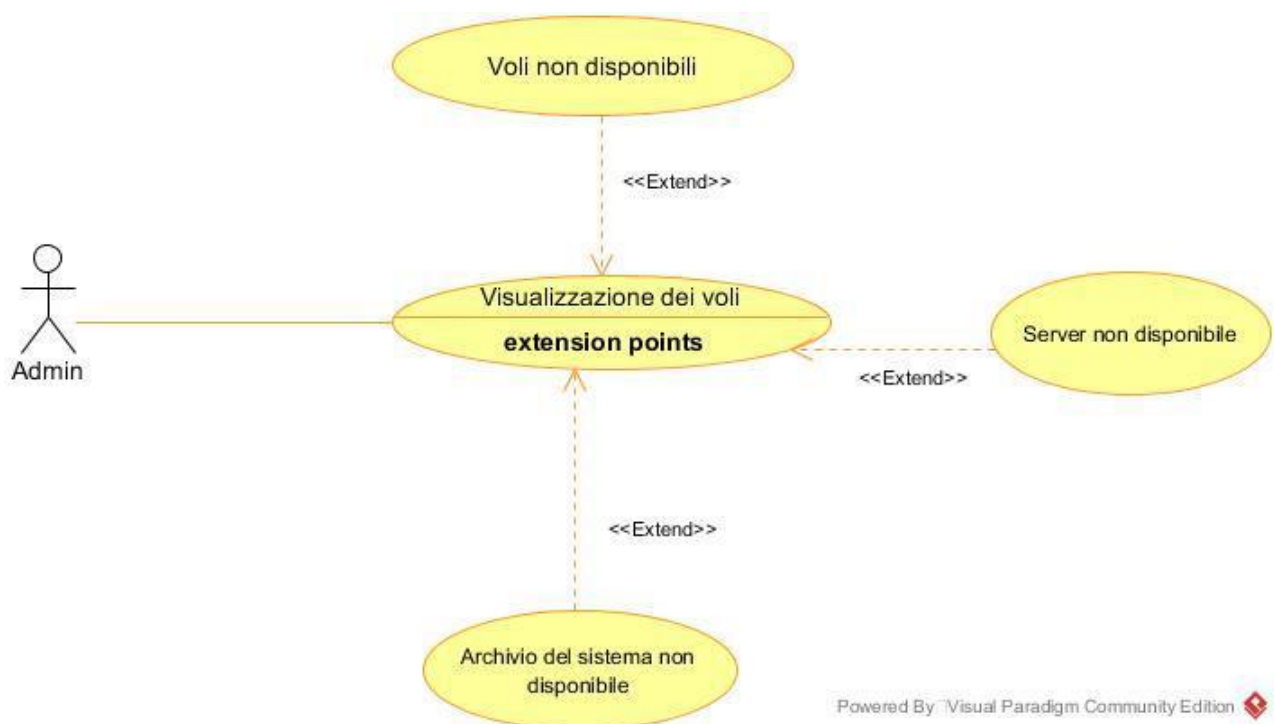 Voli non disponibili
<<Extend>>
Visualizzazione dei voli
extension points
Server non disponibile
<<Extend>>
Admin
<<Extend>>
Archivio del sistema non
disponibile
Powered By Visual Paradigm Community Edition